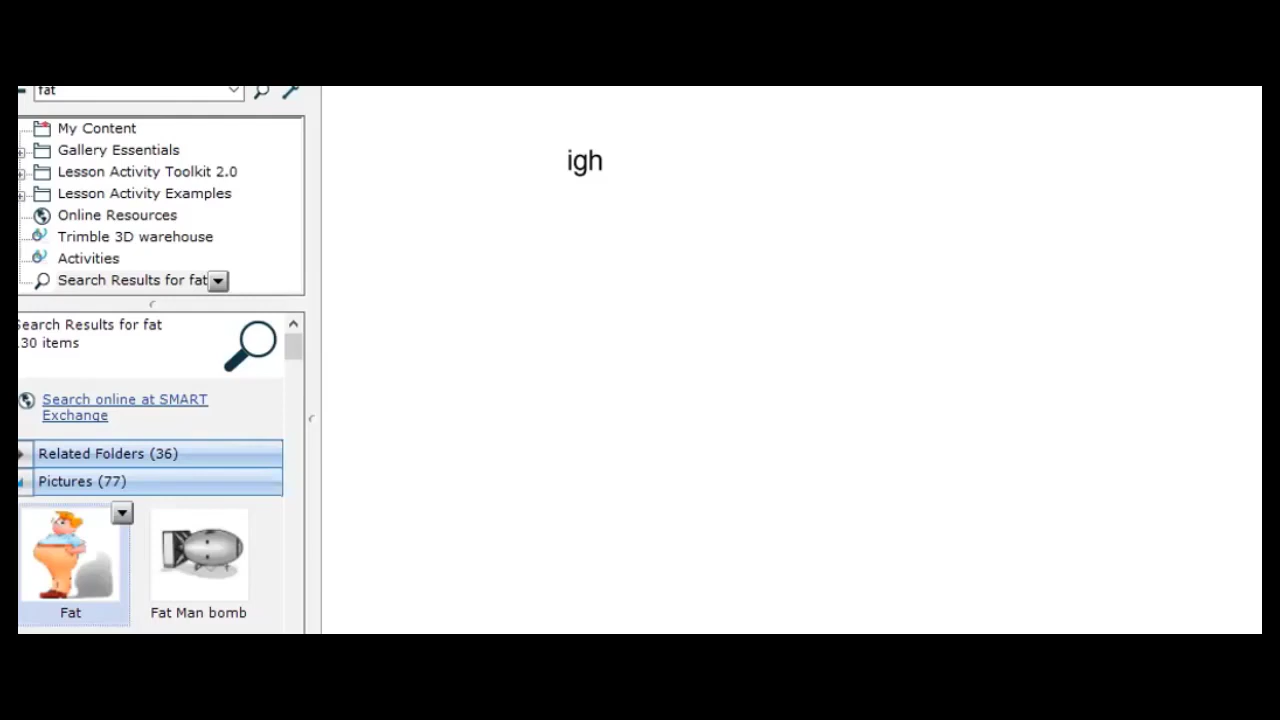 fat
My Content
Gallery Essentials
Lesson Activity Toolkit 2.0
Lesson Activity Examples
Online Resources
Trimble 3D warehouse
Activities
Search Results for fat
Search Results for fat
30 items
Search online at SMART
Exchange
Related Folders (36)
Pictures (77)
Fat
Fat Man bomb
igh